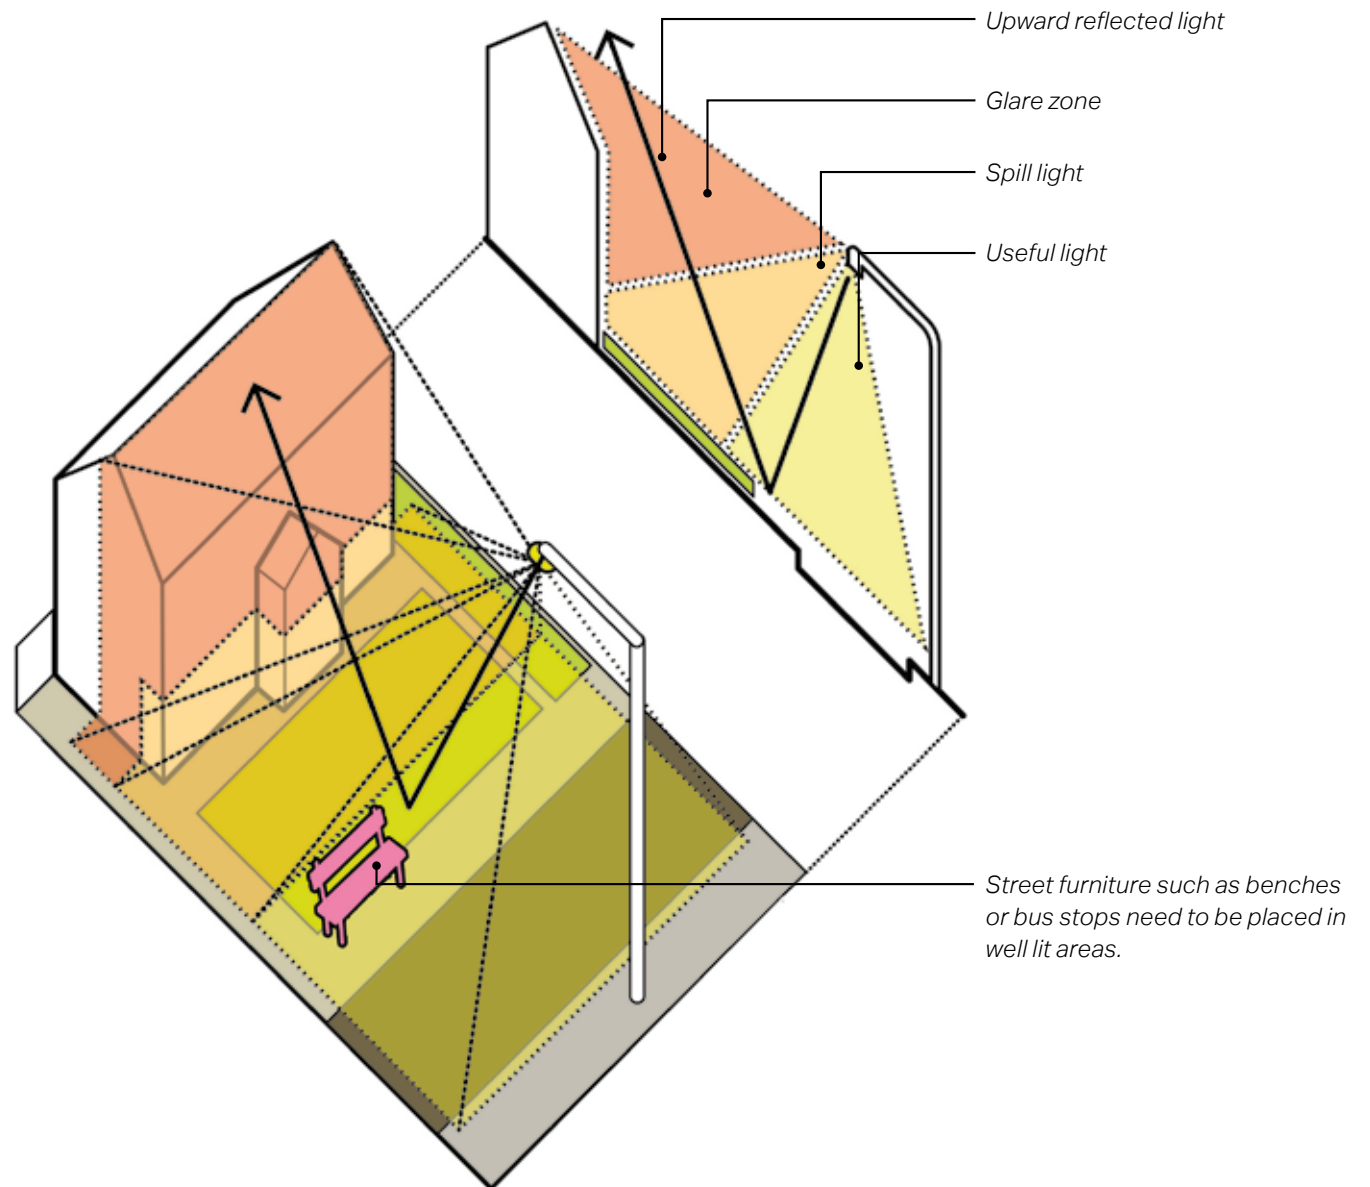 Upward reflected light
Glare zone
Spill light
Useful light
Street furniture such as benches
or bus stops need to be placed in
well lit areas.